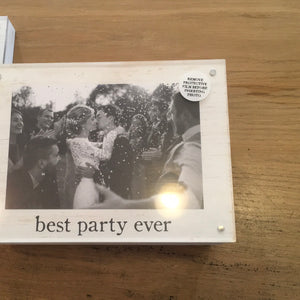 REMOVE
PROTECTIVE
FILM BEFORE
INSERTING
PHOTO
best party ever